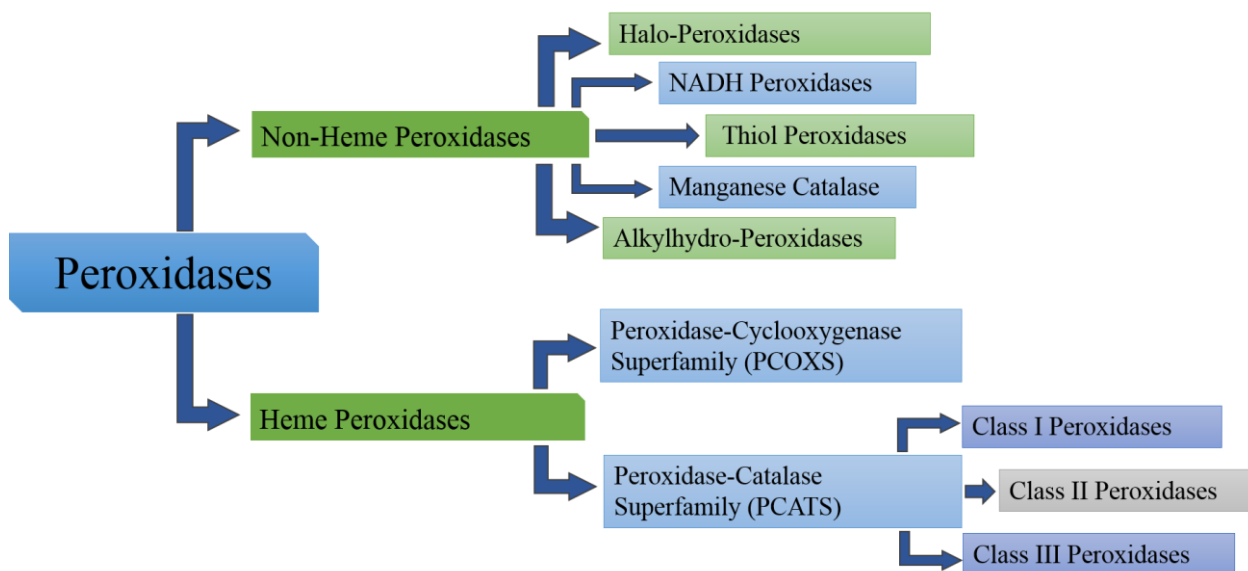 Halo-Peroxidases
NADH Peroxidases
Non-Heme Peroxidases
Thiol Peroxidases
Manganese Catalase
Alkylhydro-Peroxidases
Peroxidases
Peroxidase-Cyclooxygenase
Superfamily (PCOXS)
Heme Peroxidases
Class I Peroxidases
Peroxidase-Catalase
Superfamily (PCATS)
Class II Peroxidases
Class III Peroxidases